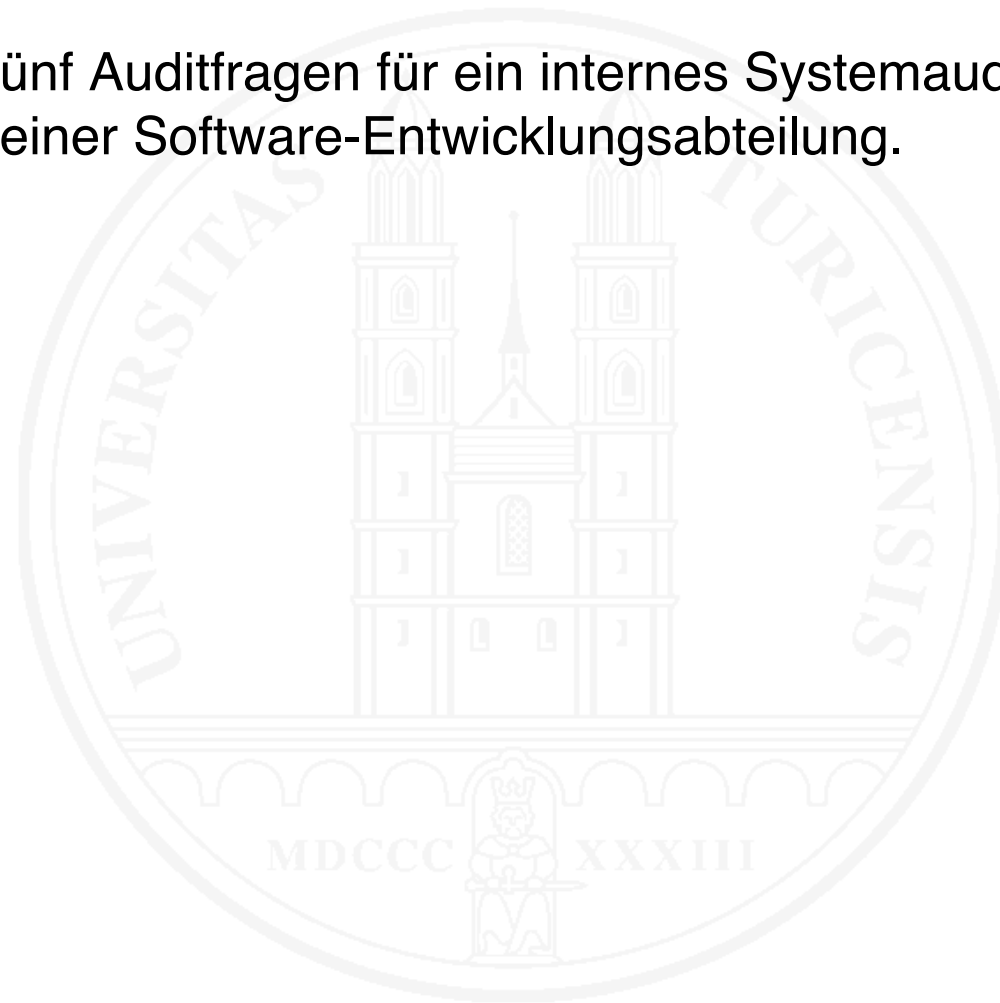 ünf Auditfragen für ein internes Systemaud
einer Software-Entwicklungsabteilung.
UNIVERSITAS TURICENSIS
MDCCC XXXIII